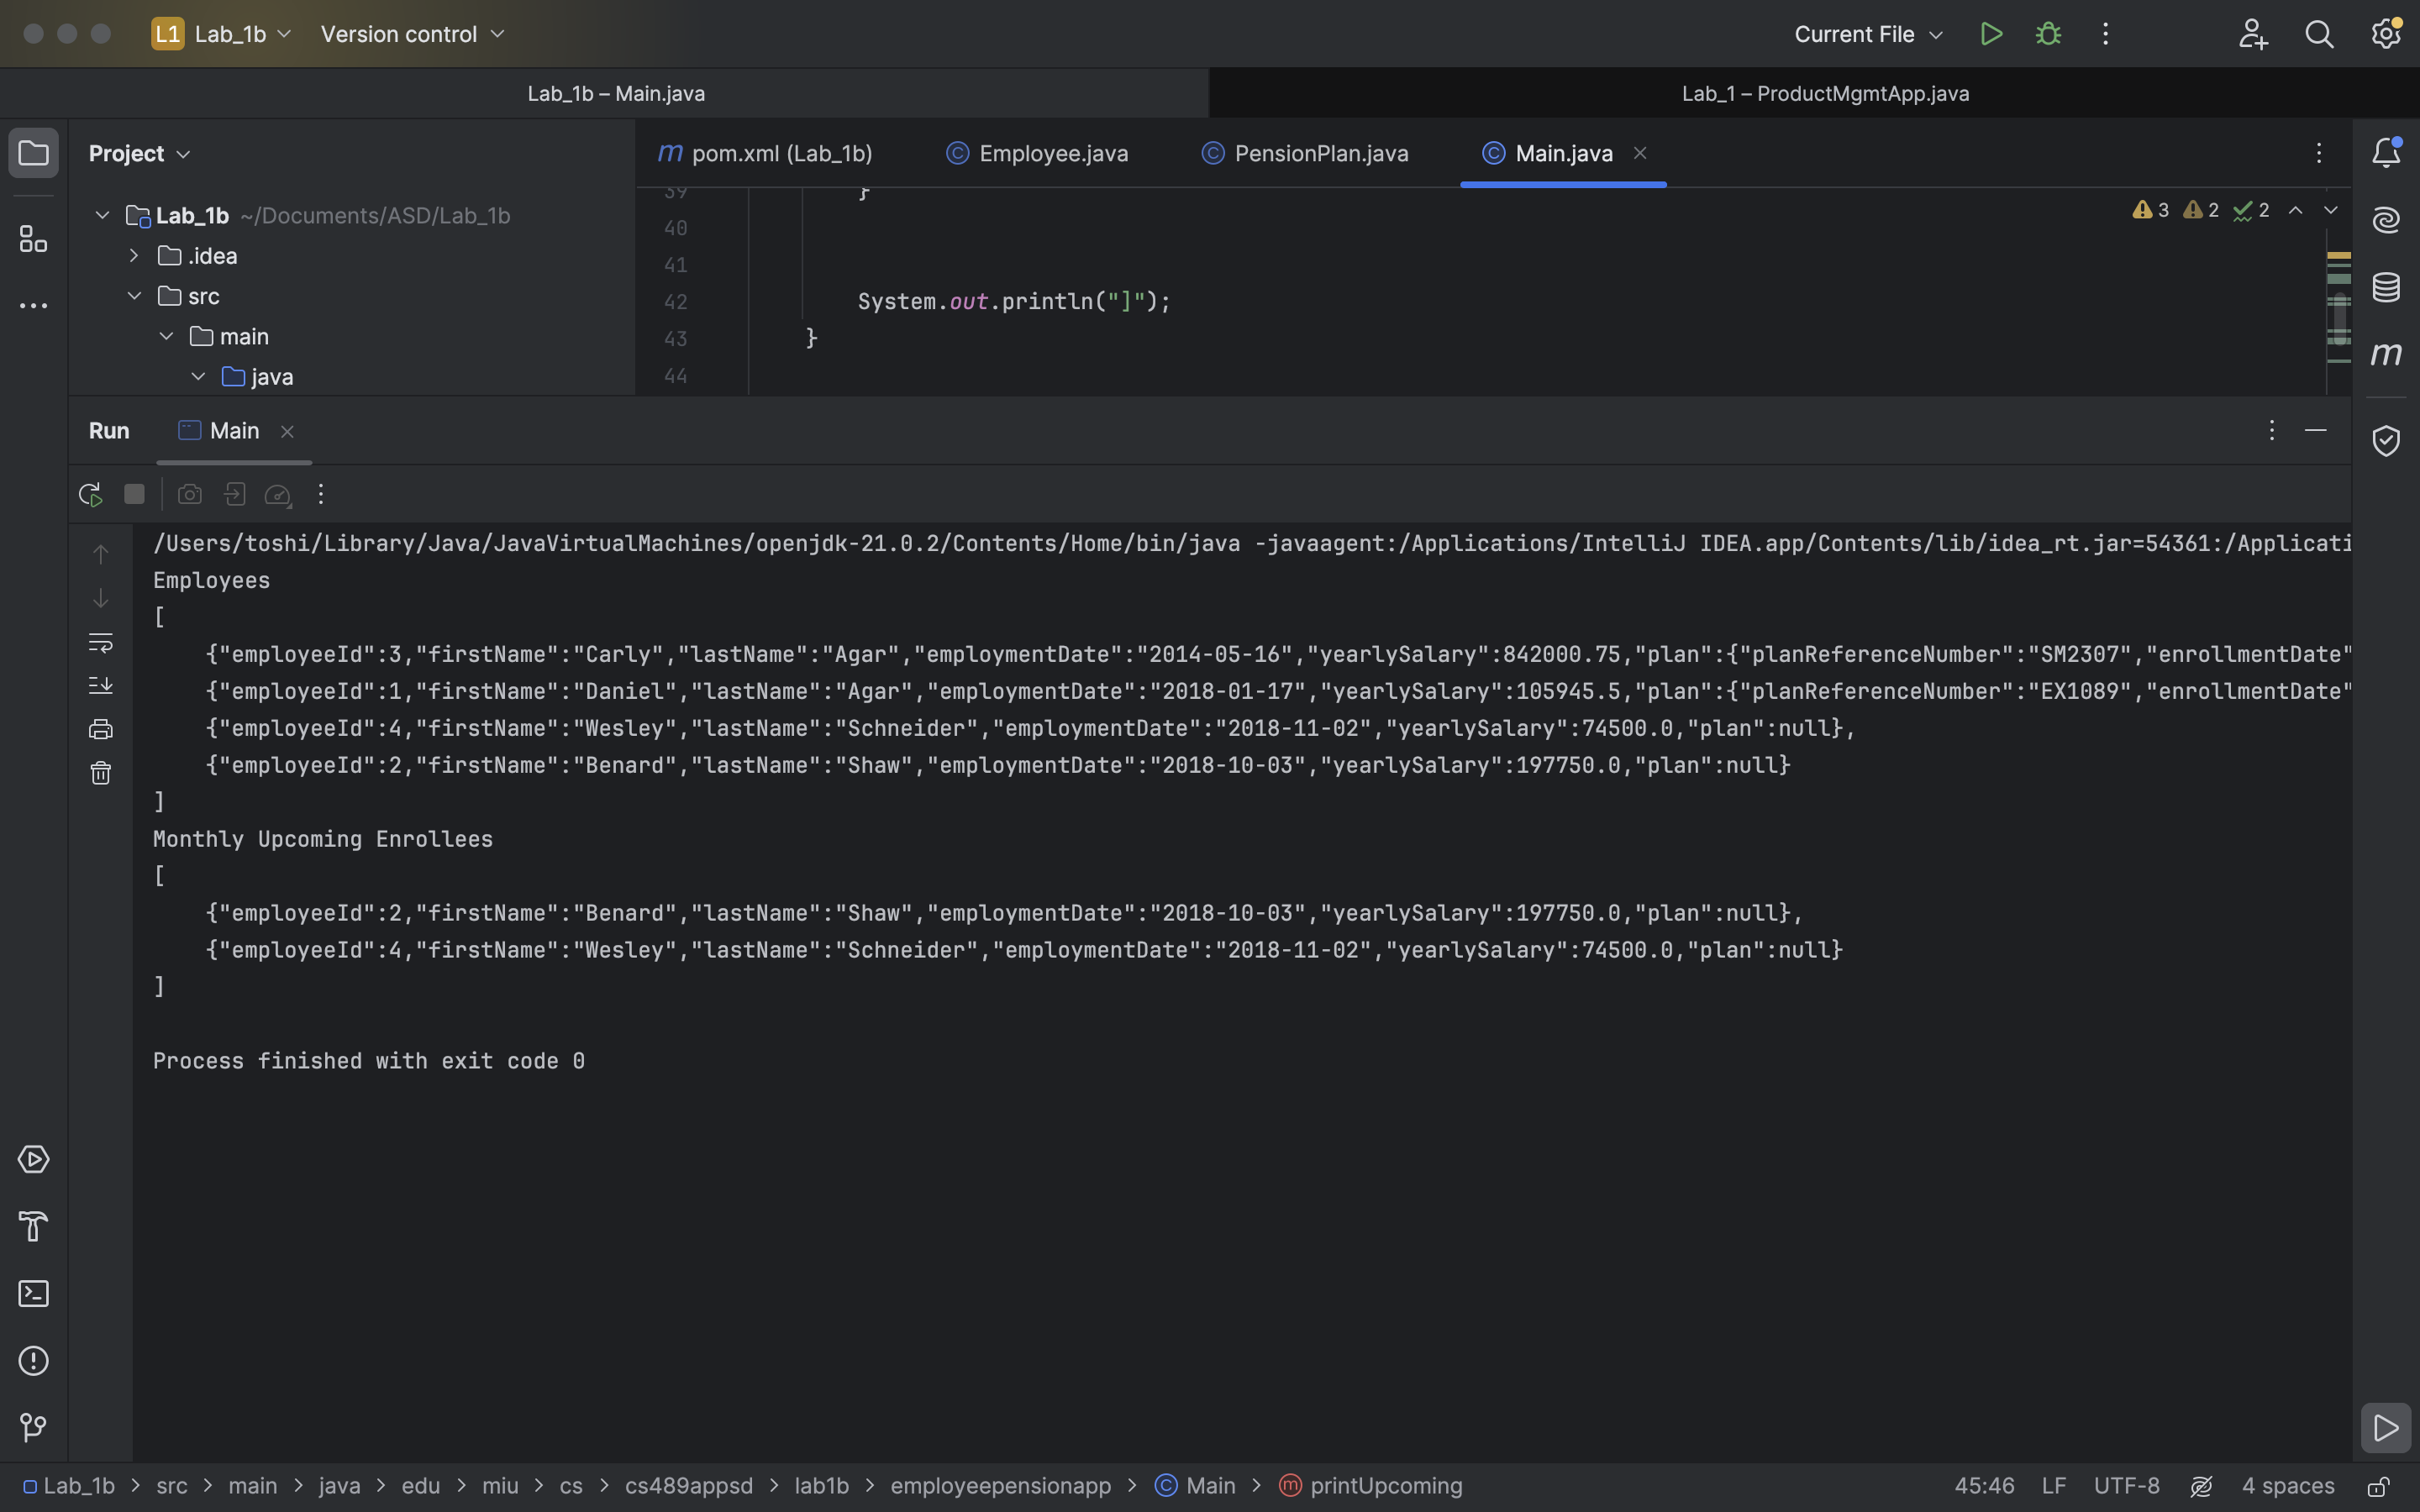 L1 Lab_1b Version control Current File
Lab_1b – Main.java Lab_1 – ProductMgmtApp.java
Project m pom.xml (Lab_1b) C Employee.java C PensionPlan.java C Main.java
39 }
Lab_1b ~/Documents/ASD/Lab_1b 40 3 2 2
.idea 41
src 42 System.out.println("]");
main 43 }
java 44
m
Run Main
/Users/toshi/Library/Java/JavaVirtualMachines/openjdk-21.0.2/Contents/Home/bin/java -javaagent:/Applications/IntelliJ IDEA.app/Contents/lib/idea_rt.jar=54361:/Applicati
Employees
[
{"employeeId":3,"firstName":"Carly","lastName":"Agar","employmentDate":"2014-05-16","yearlySalary":842000.75,"plan":{"planReferenceNumber":"SM2307","enrollmentDate"
{"employeeId":1,"firstName":"Daniel","lastName":"Agar","employmentDate":"2018-01-17","yearlySalary":105945.5,"plan":{"planReferenceNumber":"EX1089","enrollmentDate"
{"employeeId":4,"firstName":"Wesley","lastName":"Schneider","employmentDate":"2018-11-02","yearlySalary":74500.0,"plan":null},
{"employeeId":2,"firstName":"Benard","lastName":"Shaw","employmentDate":"2018-10-03","yearlySalary":197750.0,"plan":null}
]
Monthly Upcoming Enrollees
[
{"employeeId":2,"firstName":"Benard","lastName":"Shaw","employmentDate":"2018-10-03","yearlySalary":197750.0,"plan":null},
{"employeeId":4,"firstName":"Wesley","lastName":"Schneider","employmentDate":"2018-11-02","yearlySalary":74500.0,"plan":null}
]
Process finished with exit code 0
Lab_1b > src > main > java > edu > miu > cs > cs489appsd > lab1b > employeepensionapp > C Main > m printUpcoming 45:46 LF UTF-8 4 spaces